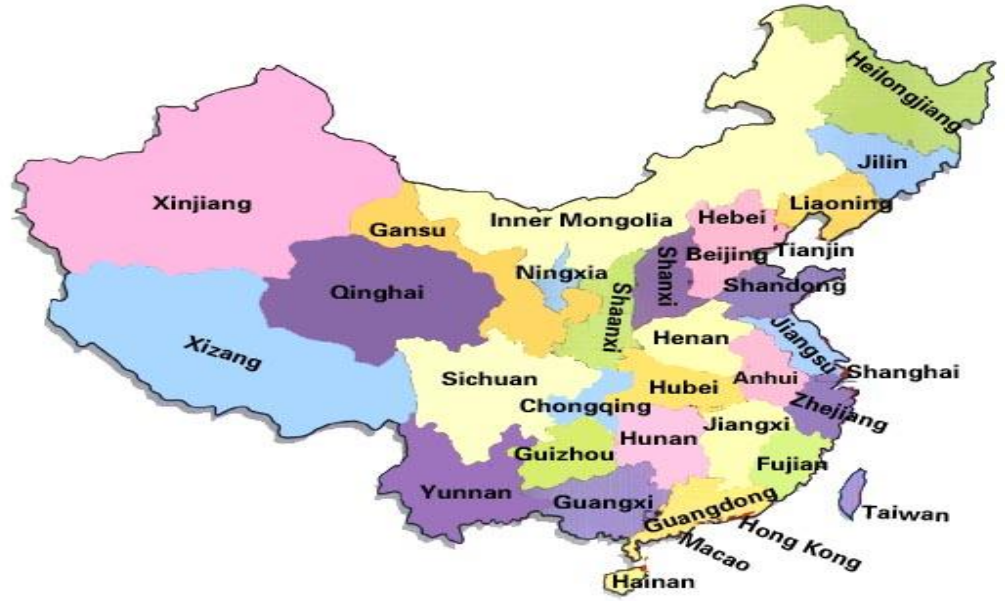 Heilongjiang
Jilin
Xinjiang
Liaoning
Hebei
Inner Mongolia
Gansu
Beijing
Tianjin
Ningxia
Shanxi
Shandong
Qinghai
Shaanxi
Henan
Jiangsu
Xizang
Shanghai
Sichuan
Hubei
Anhui
Chongqing
Zhejiang
Jiangxi
Hunan
Guizhou
Fujian
Yunnan
Guangxi
Guangdong
Taiwan
Hong Kong
Macao
Hainan